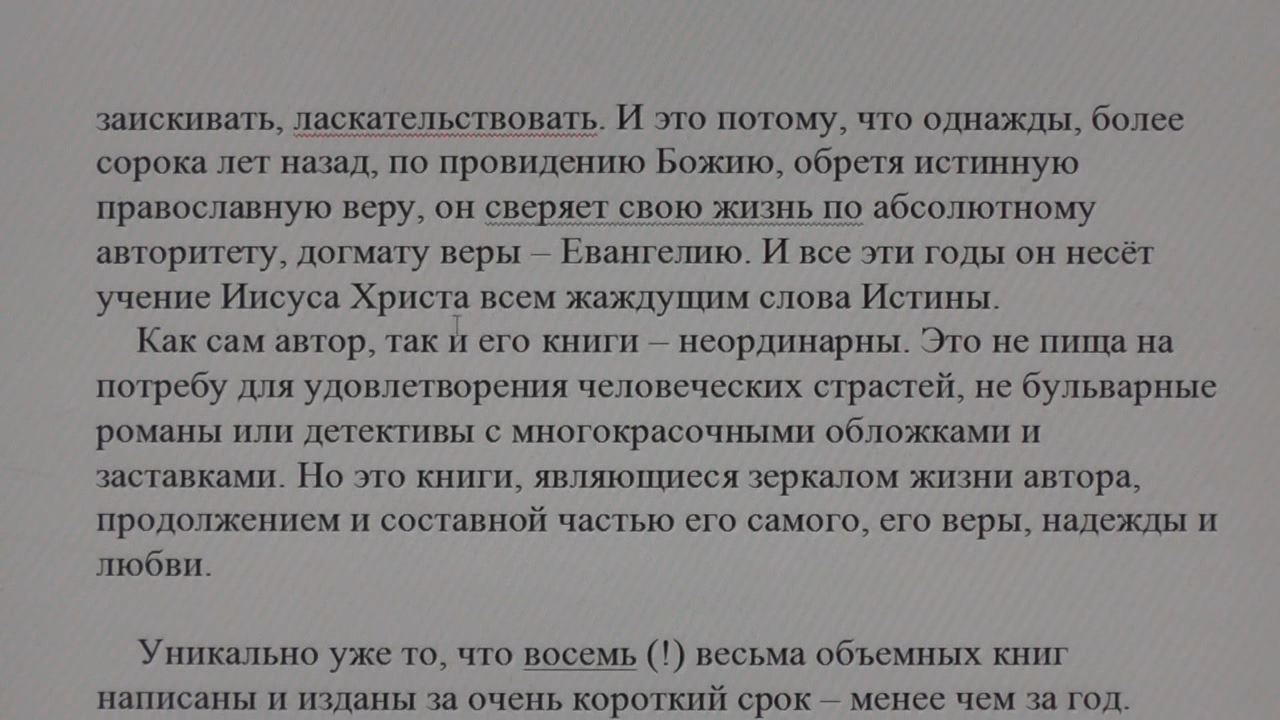 заискивать, ласкательствовать. И это потому, что однажды, более
сорока лет назад, по провидению Божию, обретя истинную
православную веру, он сверяет свою жизнь по абсолютному
авторитету, догмату веры – Евангелию. И все эти годы он несёт
учение Иисуса Христа всем жаждущим слова Истины.
Как сам автор, так и его книги – неординарны. Это не пища на
потребу для удовлетворения человеческих страстей, не бульварные
романы или детективы с многокрасочными обложками и
заставками. Но это книги, являющиеся зеркалом жизни автора,
продолжением и составной частью его самого, его веры, надежды и
любви.
Уникально уже то, что восемь (!) весьма объемных книг
написаны и изданы за очень короткий срок – менее чем за год.